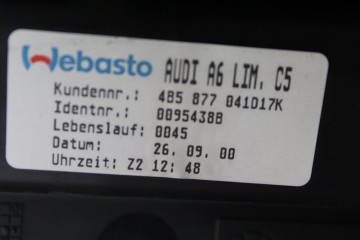 Webasto AUDI A6 LIM. C5
Kundennr.: 4B5 877 041D17K
Identnr.: 0095438B
Lebenslauf: 0045
Datum: 26. 09. 00
Uhrzeit: Z2 12: 48